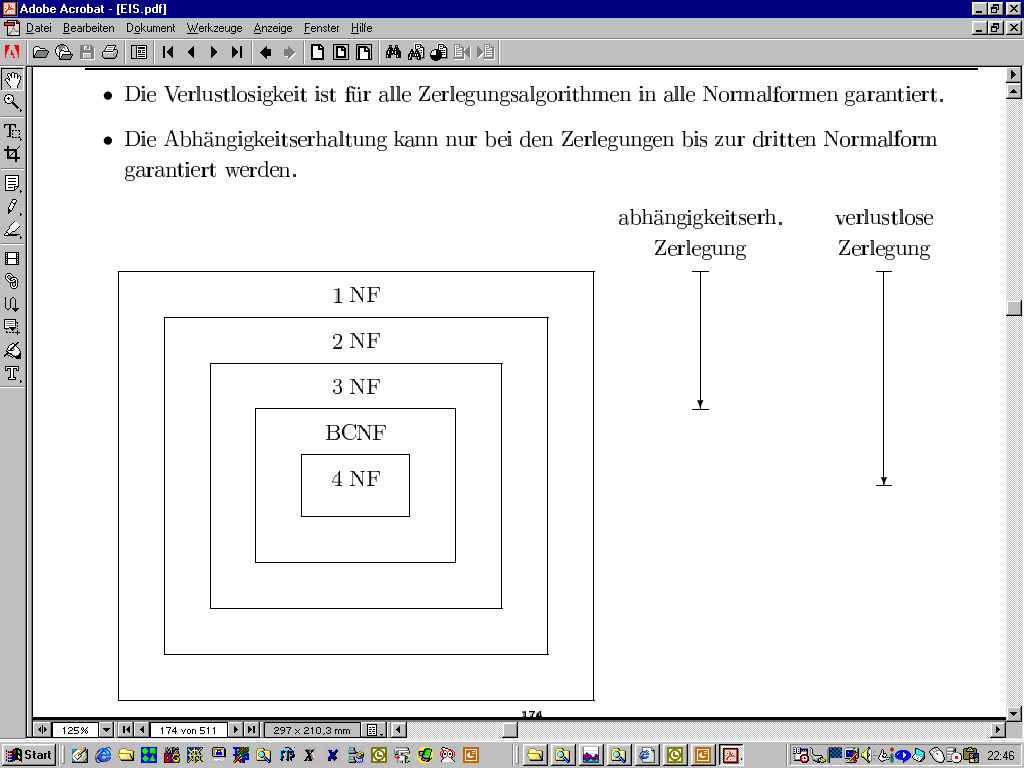 Adobe Acrobat - [EIS.pdf]
Datei Bearbeiten Dokument Werkzeuge Anzeige Fenster Hilfe
• Die Verlustlosigkeit ist für alle Zerlegungsalgorithmen in alle Normalformen garantiert.
• Die Abhängigkeitserhaltung kann nur bei den Zerlegungen bis zur dritten Normalform
garantiert werden.
abhängigkeitserh. verlustlose
Zerlegung Zerlegung
1 NF
2 NF
3 NF
BCNF
4 NF
174
125% 174 von 511 297 x 210,3 mm
Start 22:46